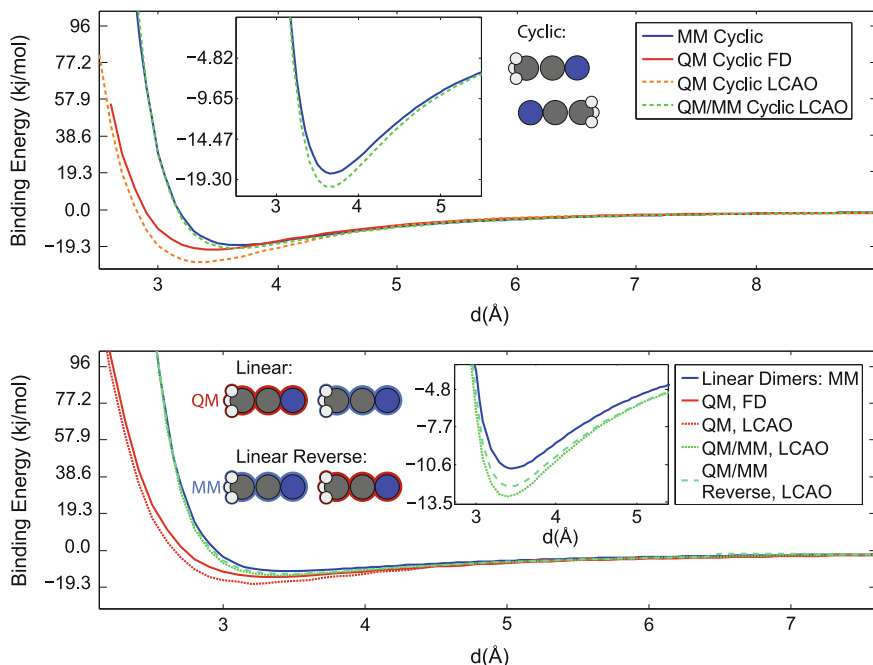 Binding Energy (kj/mol)
96
77.2
57.9
38.6
19.3
0.0
−19.3
−4.82
−9.65
−14.47
−19.30
3
4
5
Cyclic:
MM Cyclic
QM Cyclic FD
QM Cyclic LCAO
QM/MM Cyclic LCAO
3
4
5
6
7
8
d(Å)
Binding Energy (kj/mol)
96
77.2
57.9
38.6
19.3
0.0
−19.3
Linear:
QM
Linear Reverse:
MM
−4.8
−7.7
−10.6
−13.5
3
4
5
d(Å)
Linear Dimers: MM
QM, FD
QM, LCAO
QM/MM, LCAO
QM/MM
Reverse, LCAO
3
4
5
6
7
d(Å)